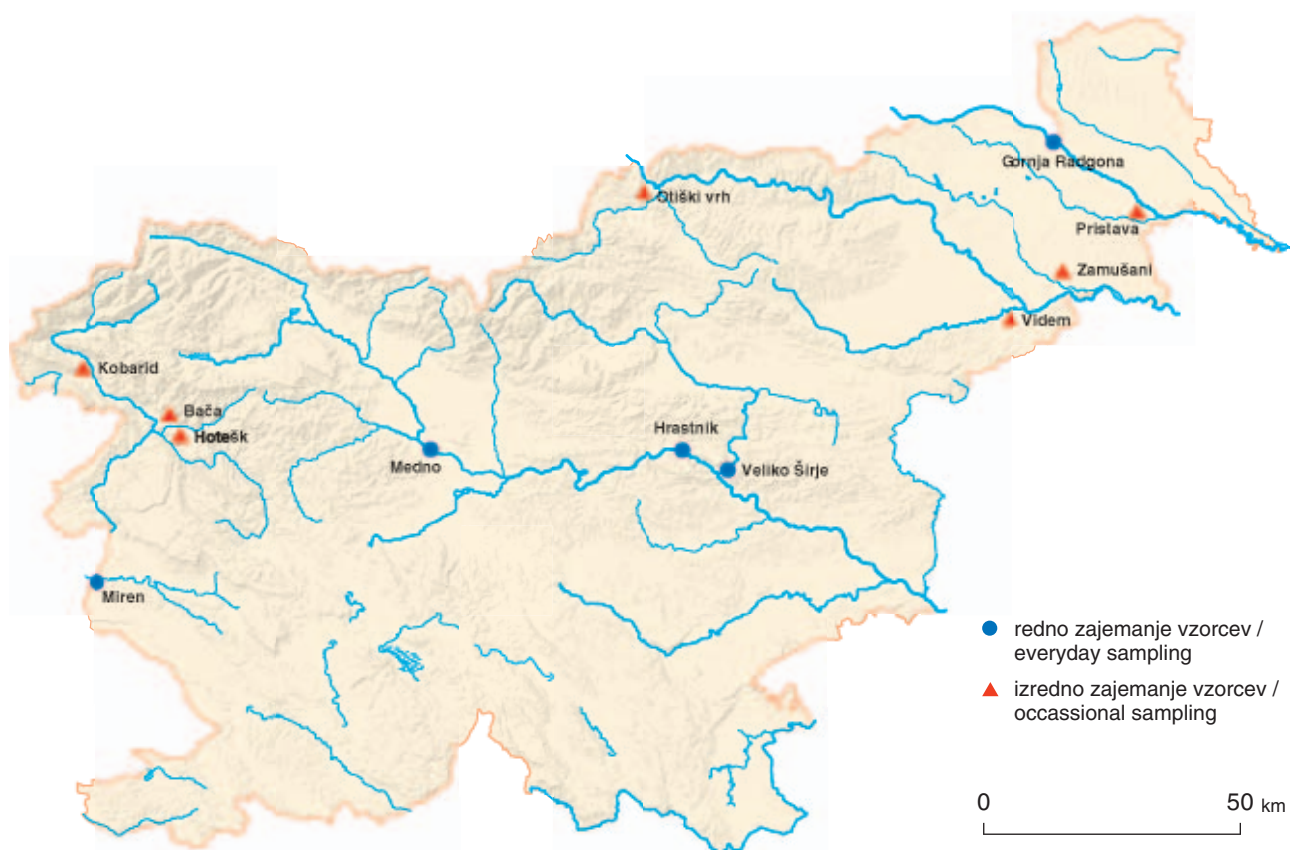 Gornja Radgona
Otiški vrh
Pristava
Zamušani
Videm
Kobarid
Bača
Hotešk
Medno
Hrastnik
Veliko Širje
Miren
redno zajemanje vzorcev /
everyday sampling
izredno zajemanje vzorcev /
occassional sampling
0 50 km